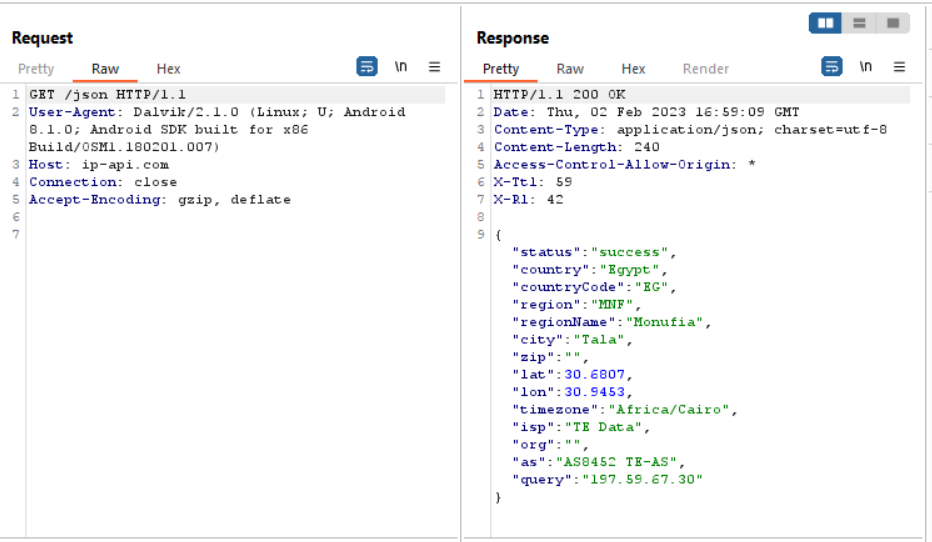 Request
Pretty Raw Hex
\n
1 GET /json HTTP/1.1
2 User-Agent: Dalvik/2.1.0 (Linux; U; Android
8.1.0; Android SDK built for x86
Build/OSM1.180201.007)
3 Host: ip-api.com
4 Connection: close
5 Accept-Encoding: gzip, deflate
6
7
Response
Pretty Raw Hex Render
\n
1 HTTP/1.1 200 OK
2 Date: Thu, 02 Feb 2023 16:59:09 GMT
3 Content-Type: application/json; charset=utf-8
4 Content-Length: 240
5 Access-Control-Allow-Origin: *
6 X-Ttl: 59
7 X-Rl: 42
8
9 {
"status":"success",
"country":"Egypt",
"countryCode":"EG",
"region":"MNF",
"regionName":"Monufia",
"city":"Tala",
"zip":"",
"lat":30.6807,
"lon":30.9453,
"timezone":"Africa/Cairo",
"isp":"TE Data",
"org":"",
"as":"AS8452 TE-AS",
"query":"197.59.67.30"
}